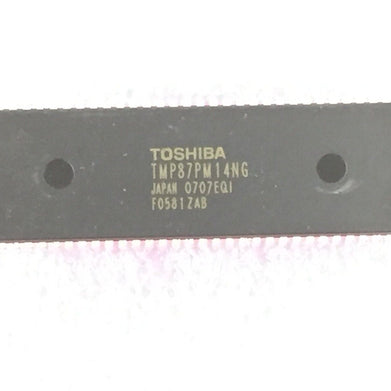 TOSHIBA
TMP87PM14NG
JAPAN 0707EQI
F0581ZAB